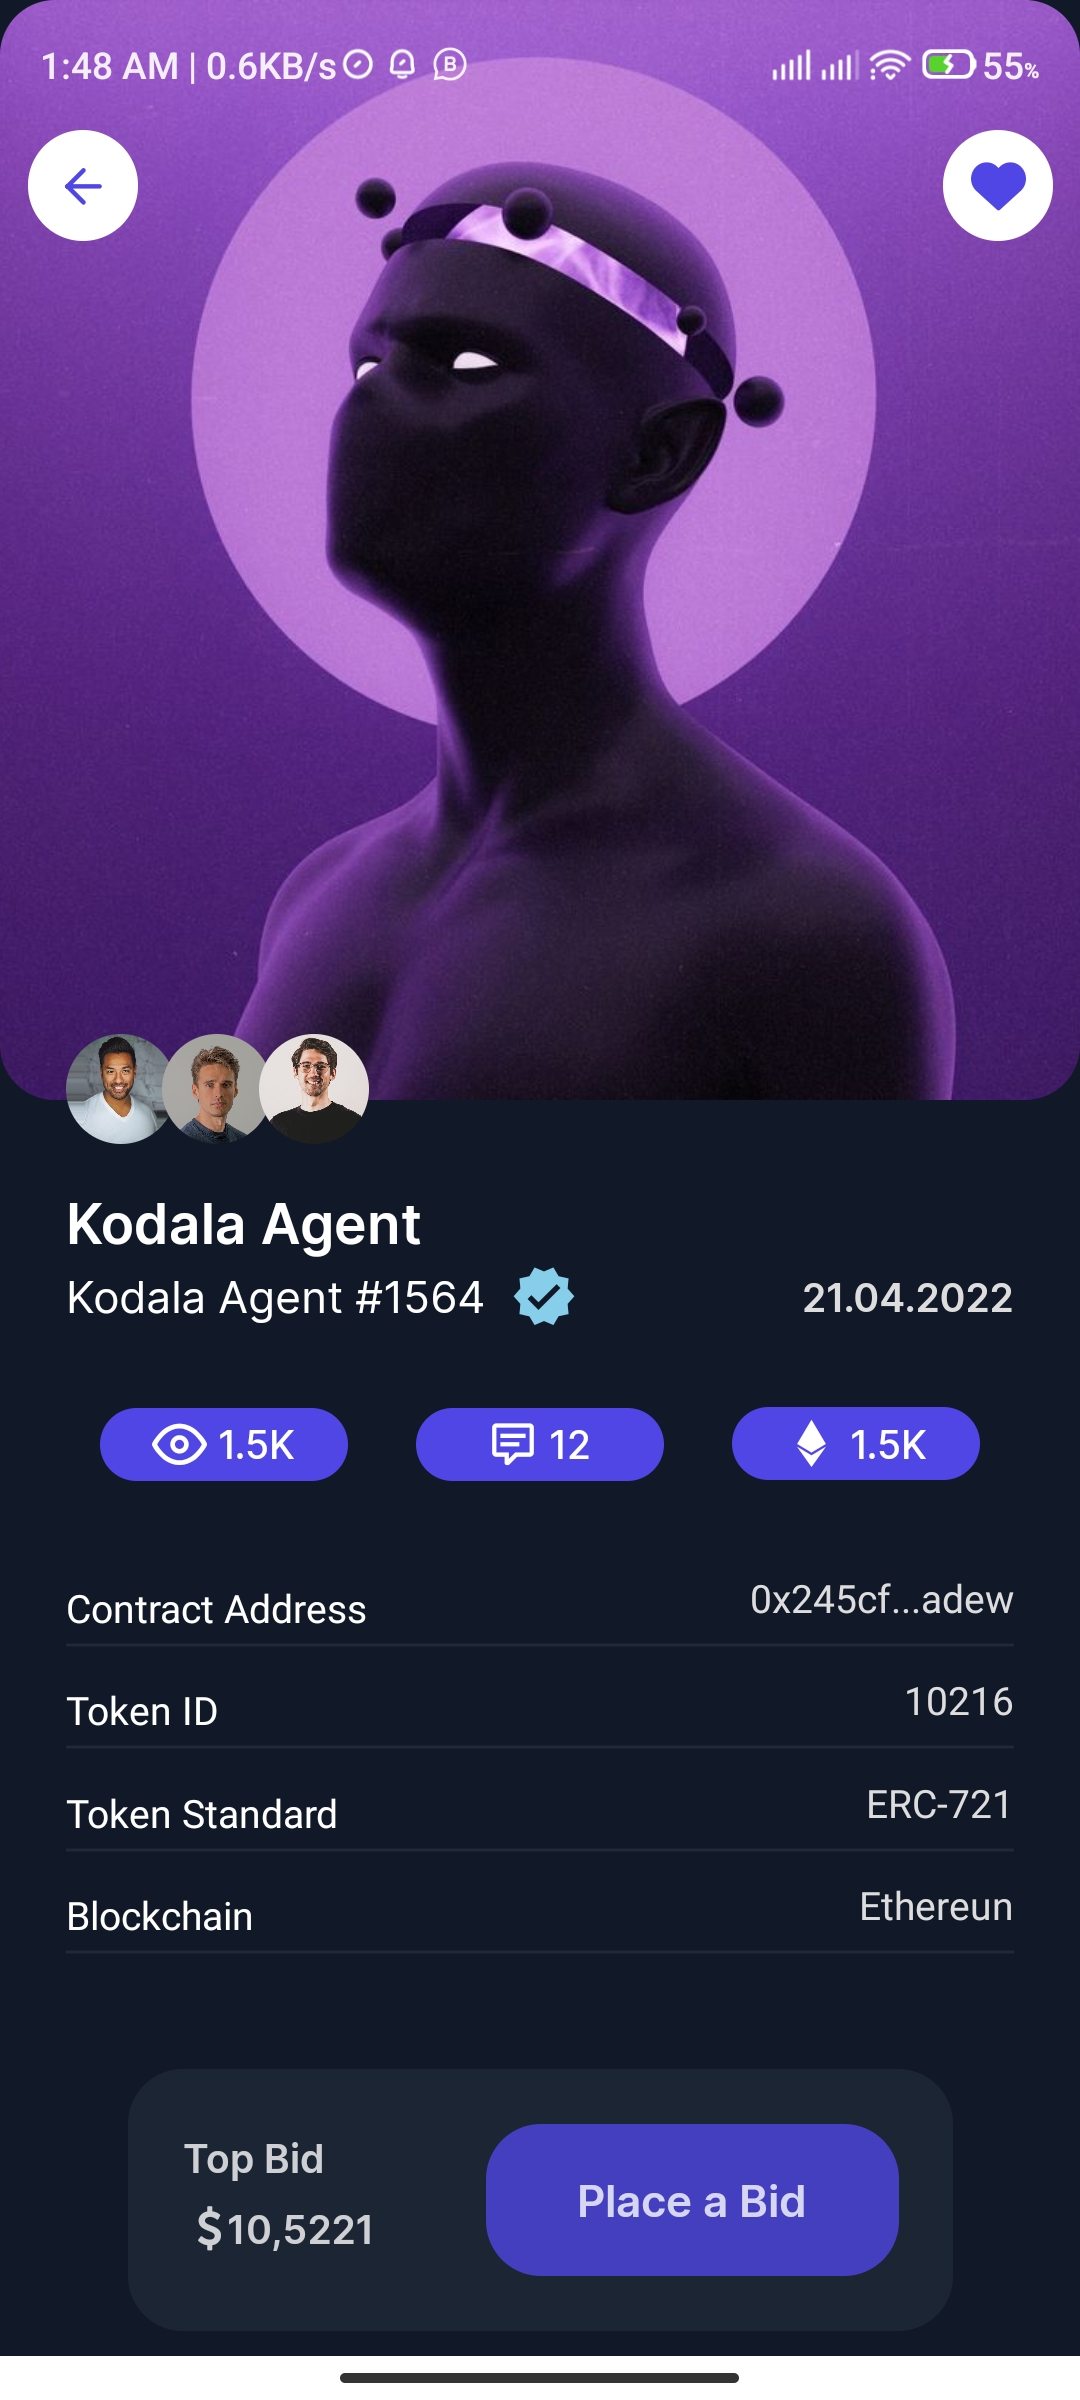 1:48 AM | 0.6KB/s B 55%
Kodala Agent
Kodala Agent #1564 21.04.2022
1.5K 12 1.5K
Contract Address 0x245cf...adew
Token ID 10216
Token Standard ERC-721
Blockchain Ethereun
Top Bid
$10,5221
Place a Bid